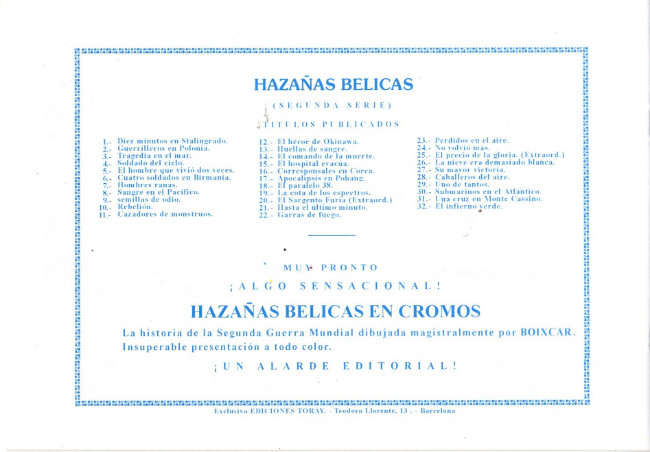 HAZAÑAS BELICAS
(SEGUNDA SERIE)
TITULOS PUBLICADOS
1.- Diez minutos en Stalingrado.
2.- Guerrilleros en Polonia.
3.- Tragedia en el mar.
4.- Soldado del cielo.
5.- El hombre que vivió dos veces.
6.- Cuatro soldados en Birmania.
7.- Hombres ranas.
8.- Sangre en el Pacífico.
9.- semillas de odio.
10.- Rebelión.
11.- Cazadores de monstruos.
12.- El héroe de Okinawa.
13.- Huellas de sangre.
14.- El comando de la muerte.
15.- El hospital evacúa.
16.- Corresponsales en Corea.
17.- Apocalipsis en Pohang.
18.- El paralelo 38.
19.- La cota de los espectros.
20.- El Sargento Furia (Extraord.)
21.- Hasta el último minuto.
22.- Garras de fuego.
23.- Perdidos en el aire.
24.- No volvió más.
25.- El precio de la gloria. (Extraord.)
26.- La nieve era demasiado blanca.
27.- Su mayor victoria.
28.- Caballeros del aire.
29.- Uno de tantos.
30.- Submarinos en el Atlántico.
31.- Una cruz en Monte Cassino.
32.- El infierno verde.
MUY PRONTO
¡ALGO SENSACIONAL!
HAZAÑAS BELICAS EN CROMOS
La historia de la Segunda Guerra Mundial dibujada magistralmente por BOIXCAR.
Insuperable presentación a todo color.
¡UN ALARDE EDITORIAL!
Exclusiva EDICIONES TORAY. - Teodoro Llorente, 13 . - Barcelona